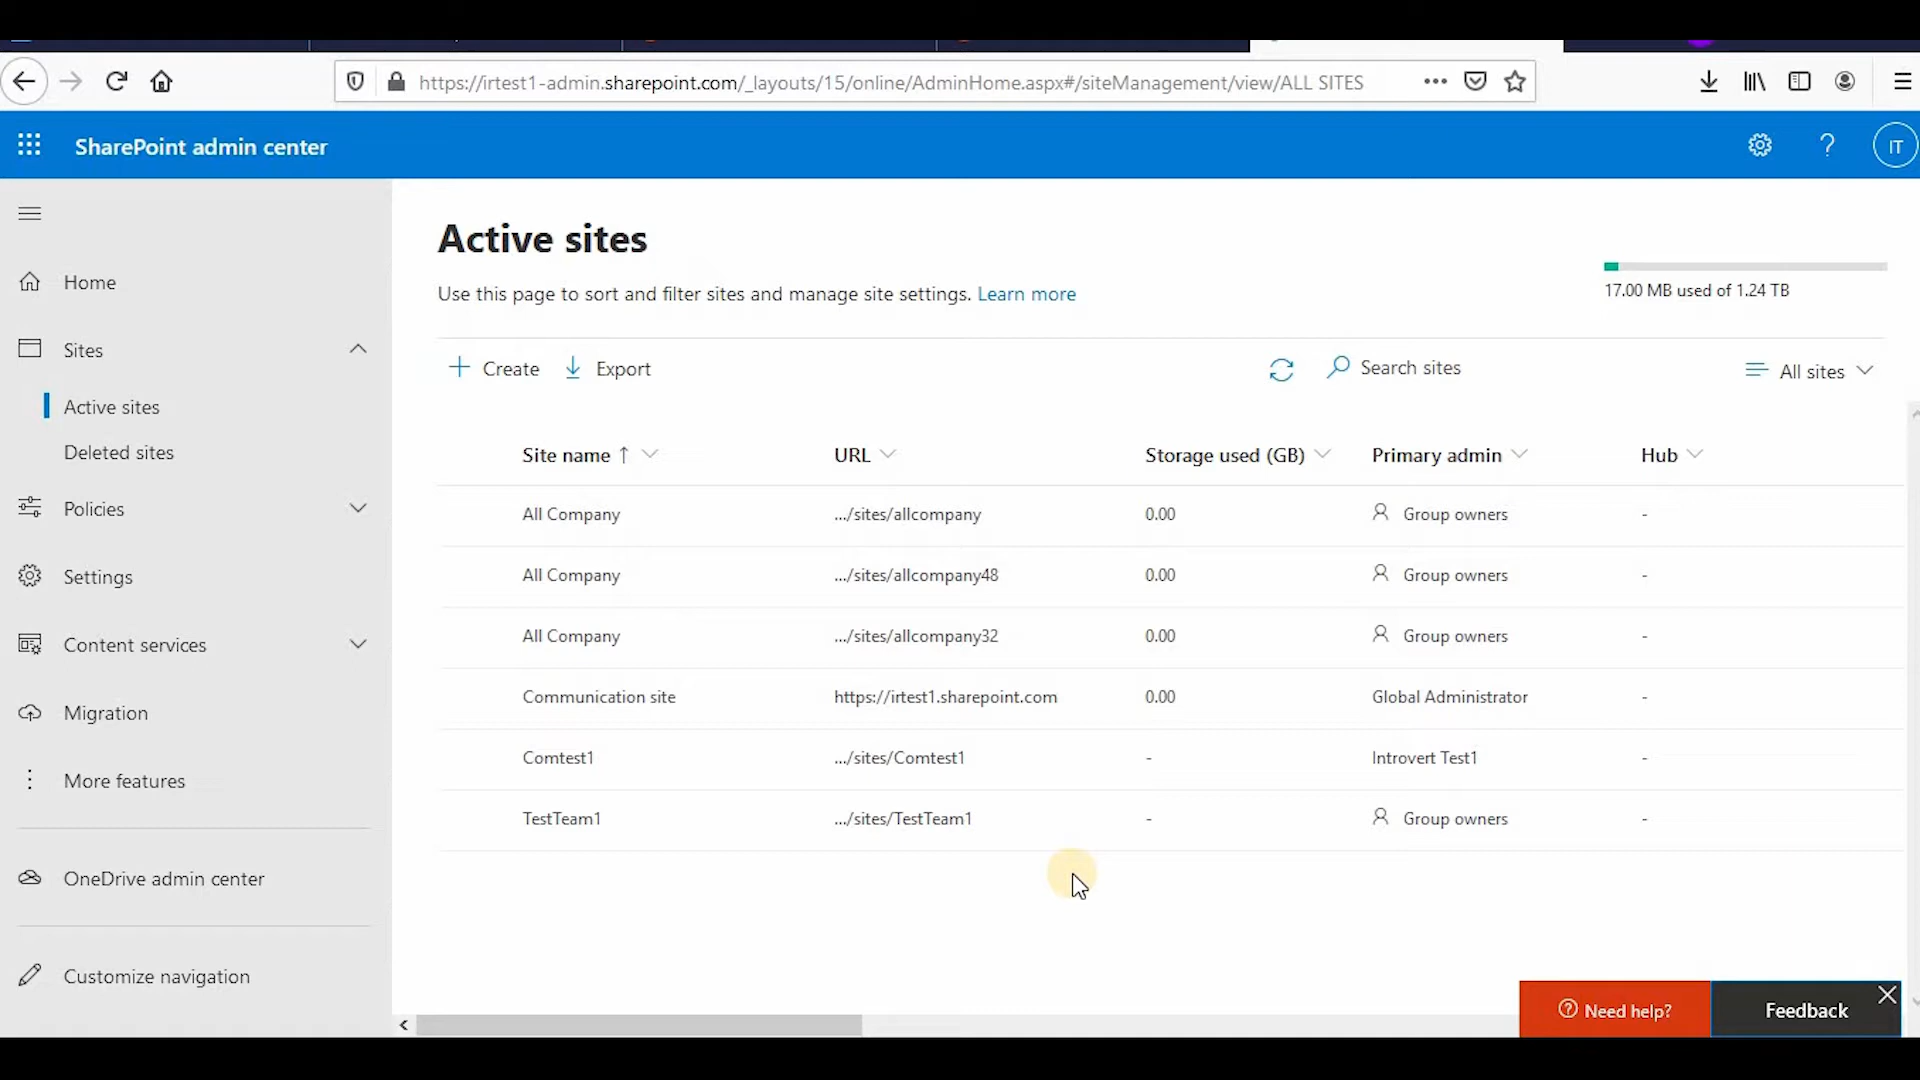 https://irtest1-admin.sharepoint.com/_layouts/15/online/AdminHome.aspx#/siteManagement/view/ALL SITES
SharePoint admin center
IT
Home
Sites
Active sites
Deleted sites
Policies
Settings
Content services
Migration
More features
OneDrive admin center
Customize navigation
Active sites
Use this page to sort and filter sites and manage site settings. Learn more
17.00 MB used of 1.24 TB
Create Export Search sites All sites
Site name URL Storage used (GB) Primary admin Hub
All Company .../sites/allcompany 0.00 Group owners -
All Company .../sites/allcompany48 0.00 Group owners -
All Company .../sites/allcompany32 0.00 Group owners -
Communication site https://irtest1.sharepoint.com 0.00 Global Administrator -
Comtest1 .../sites/Comtest1 - Introvert Test1 -
TestTeam1 .../sites/TestTeam1 - Group owners -
Need help? Feedback